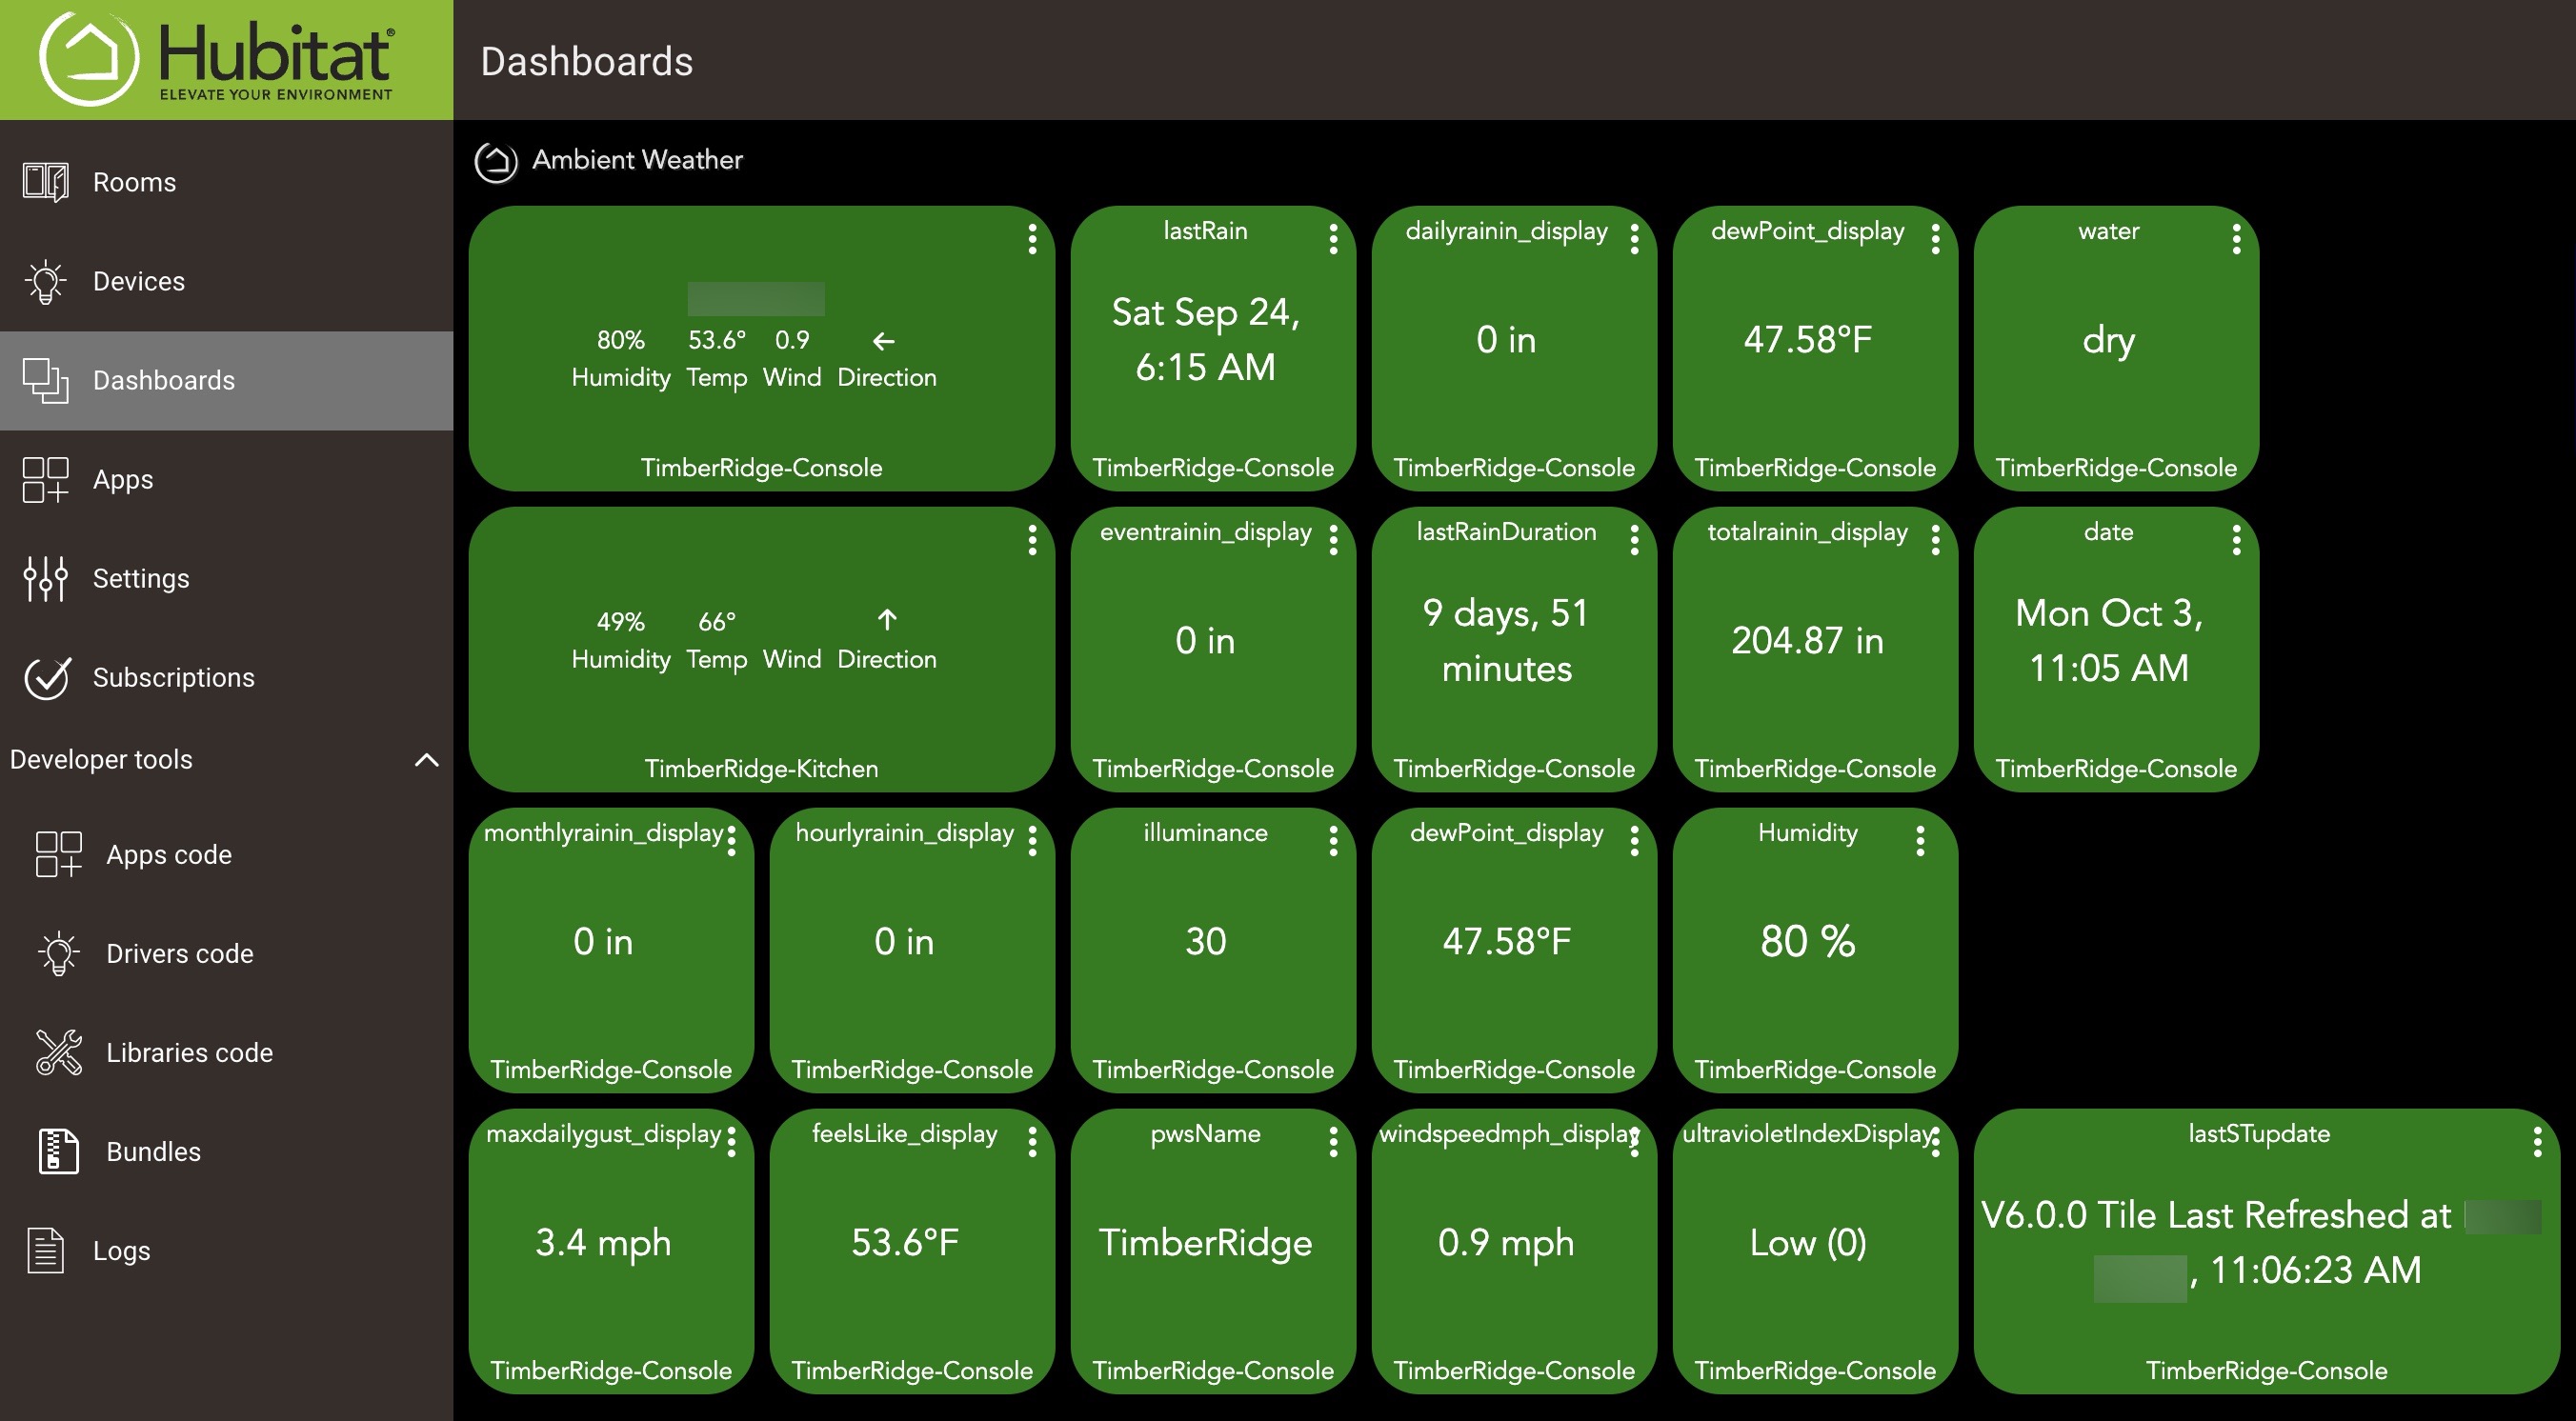 Hubitat®
ELEVATE YOUR ENVIRONMENT
Dashboards
Rooms
Devices
Dashboards
Apps
Settings
Subscriptions
Developer tools
Apps code
Drivers code
Libraries code
Bundles
Logs
Ambient Weather
80% 53.6° 0.9 ←
Humidity Temp Wind Direction
TimberRidge-Console
lastRain
Sat Sep 24,
6:15 AM
TimberRidge-Console
dailyrainin_display
0 in
TimberRidge-Console
dewPoint_display
47.58°F
TimberRidge-Console
water
dry
TimberRidge-Console
49% 66° ↑
Humidity Temp Wind Direction
TimberRidge-Kitchen
eventrainin_display
0 in
TimberRidge-Console
lastRainDuration
9 days, 51
minutes
TimberRidge-Console
totalrainin_display
204.87 in
TimberRidge-Console
date
Mon Oct 3,
11:05 AM
TimberRidge-Console
monthlyrainin_display
0 in
TimberRidge-Console
hourlyrainin_display
0 in
TimberRidge-Console
illuminance
30
TimberRidge-Console
dewPoint_display
47.58°F
TimberRidge-Console
Humidity
80 %
TimberRidge-Console
maxdailygust_display
3.4 mph
TimberRidge-Console
feelsLike_display
53.6°F
TimberRidge-Console
pwsName
TimberRidge
TimberRidge-Console
windspeedmph_display
0.9 mph
TimberRidge-Console
ultravioletIndexDisplay
Low (0)
TimberRidge-Console
lastSTupdate
V6.0.0 Tile Last Refreshed at
, 11:06:23 AM
TimberRidge-Console